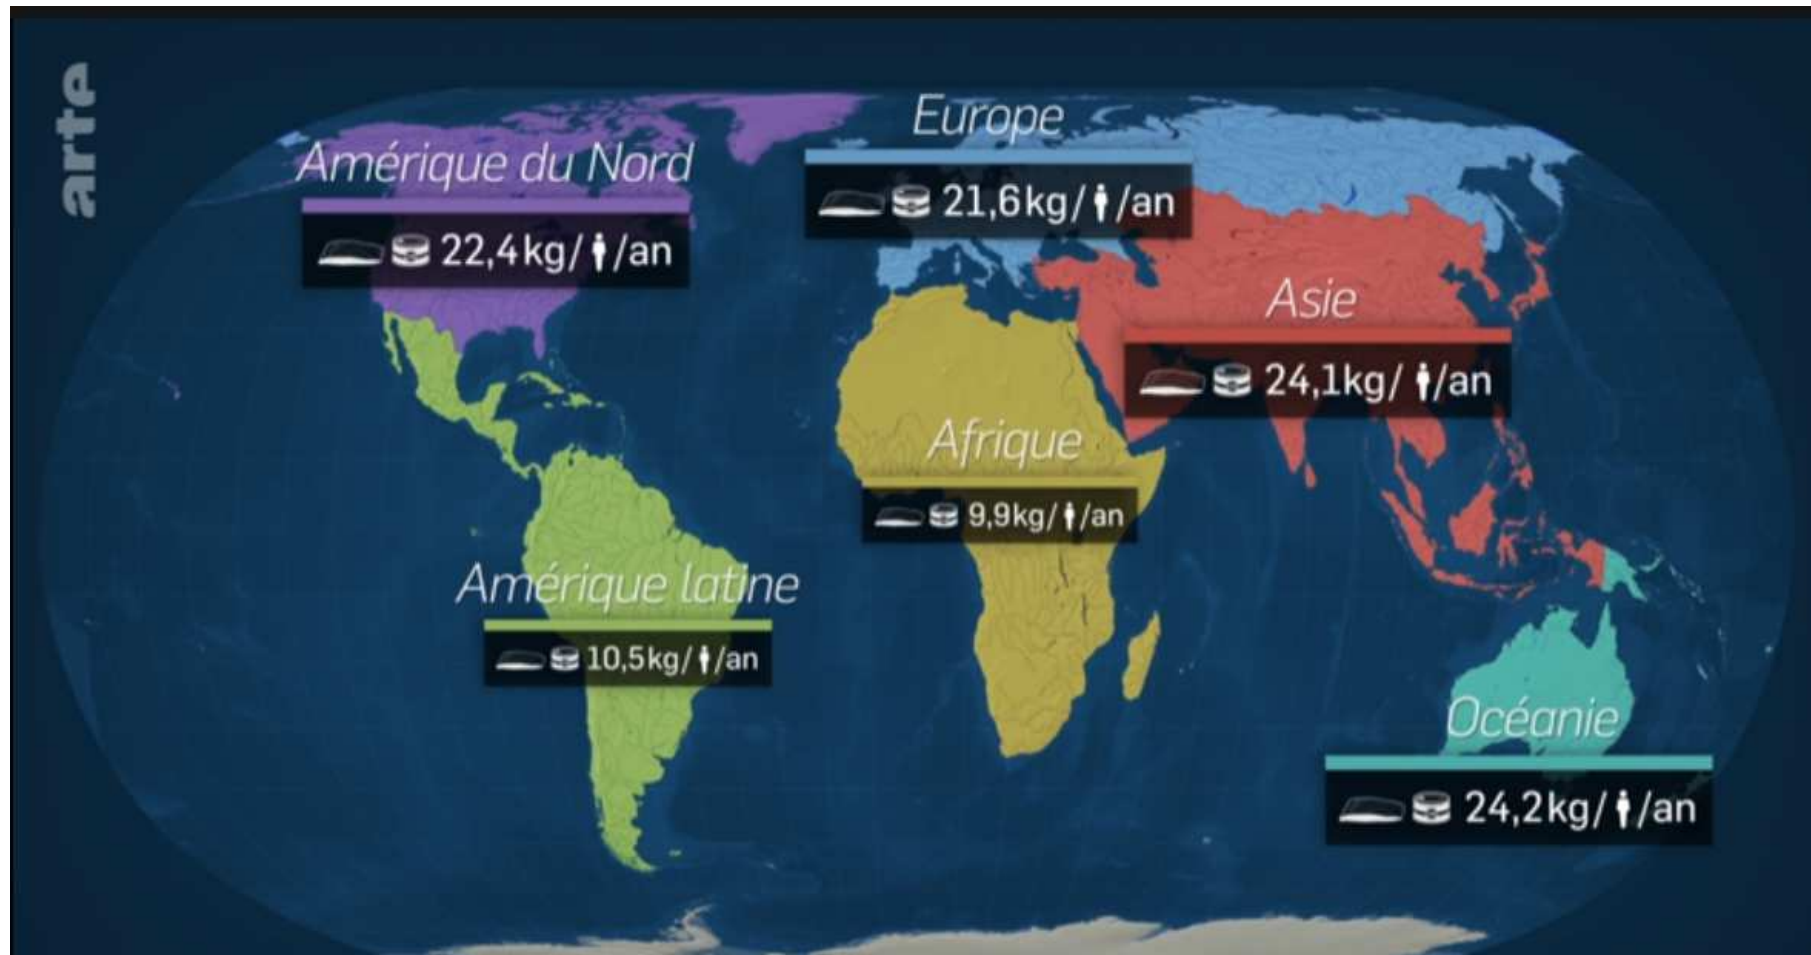 arte
Europe
21,6kg/ /an
Amérique du Nord
22,4kg/ /an
Asie
24,1kg/ /an
Afrique
9,9kg/ /an
Amérique latine
10,5kg/ /an
Océanie
24,2kg/ /an